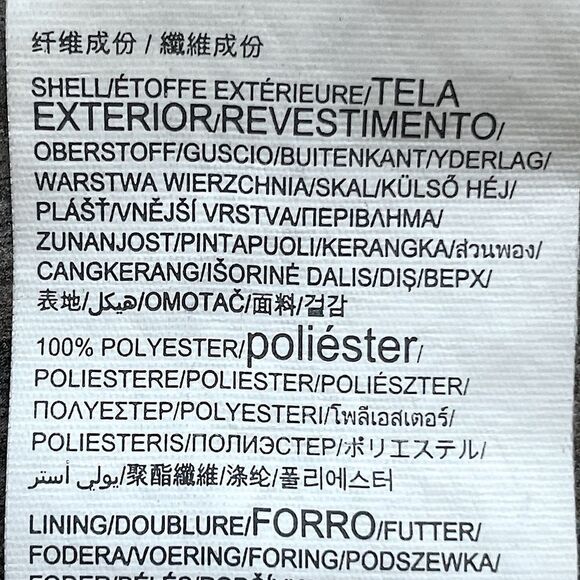 纤维成份 / 纖維成份
SHELL/ÉTOFFE EXTÉRIEURE/TELA
EXTERIOR/REVESTIMENTO/
OBERSTOFF/GUSCIO/BUITENKANT/YDERLAG/
WARSTWA WIERZCHNIA/SKAL/KÜLSŐ HÉJ/
PLÁŠŤ/VNĚJŠÍ VRSTVA/ΠΕΡΙΒΛΗΜΑ/
ZUNANJOST/PINTAPUOLI/KERANGKA/ส่วนพอง/
CANGKERANG/IŠORINĖ DALIS/DIŞ/ВЕРХ/
表地/هيكل/OMOTAČ/面料/겉감
100% POLYESTER/poliéster/
POLIESTERE/POLIESTER/POLIÉSZTER/
ΠΟΛΥΕΣΤΕΡ/POLYESTERI/โพลีเอสเตอร์/
POLIESTERIS/ПОЛИЭСТЕР/ポリエステル/
بولي أستر/聚酯纖維/涤纶/폴리에스터
LINING/DOUBLURE/FORRO/FUTTER/
FODERA/VOERING/FORING/PODSZEWKA/